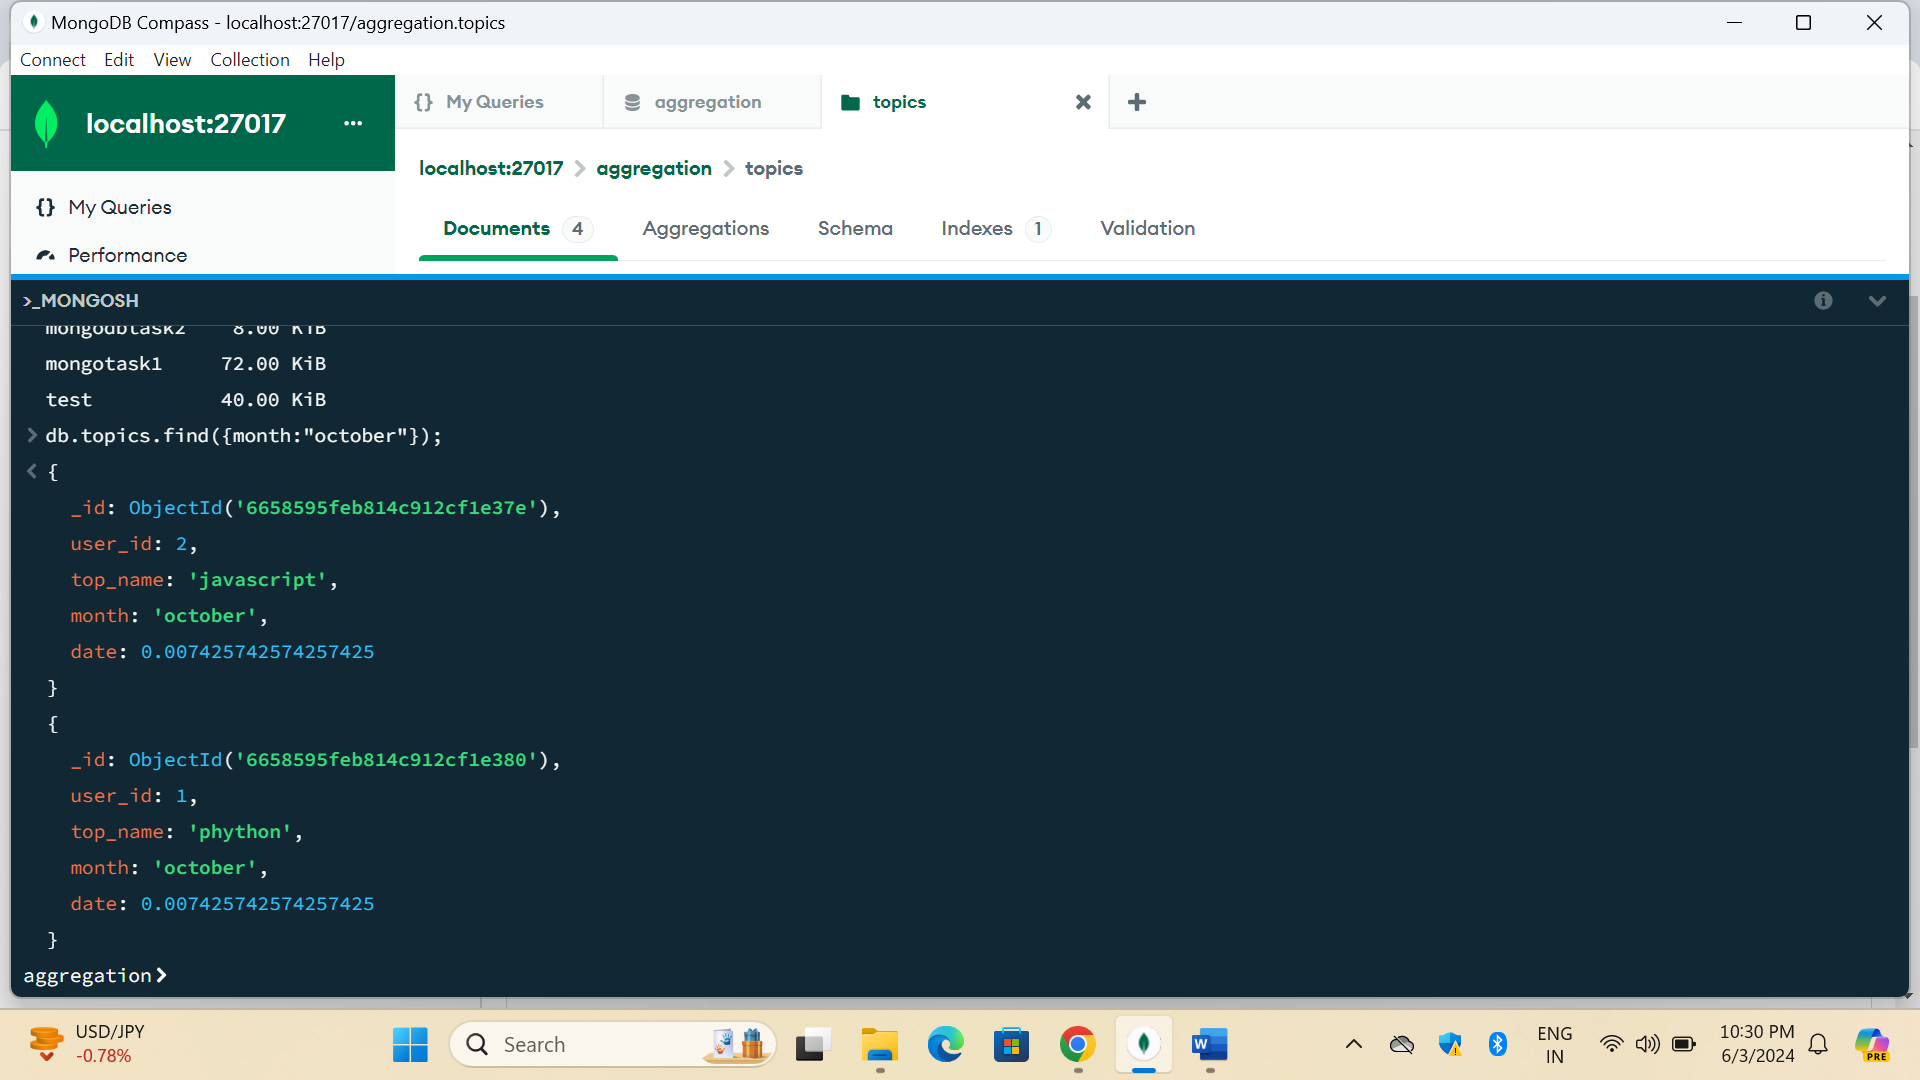 MongoDB Compass - localhost:27017/aggregation.topics
Connect Edit View Collection Help
localhost:27017 ...
{} My Queries
aggregation
topics
localhost:27017 > aggregation > topics
{} My Queries
Performance
Documents 4 Aggregations Schema Indexes 1 Validation
>_MONGOSH
mongodbtask2 8.00 KiB
mongotask1 72.00 KiB
test 40.00 KiB
> db.topics.find({month:"october"});
< {
_id: ObjectId('6658595feb814c912cf1e37e'),
user_id: 2,
top_name: 'javascript',
month: 'october',
date: 0.007425742574257425
}
{
_id: ObjectId('6658595feb814c912cf1e380'),
user_id: 1,
top_name: 'phython',
month: 'october',
date: 0.007425742574257425
}
aggregation>
USD/JPY
-0.78%
Search
W
ENG
IN
10:30 PM
6/3/2024
PRE